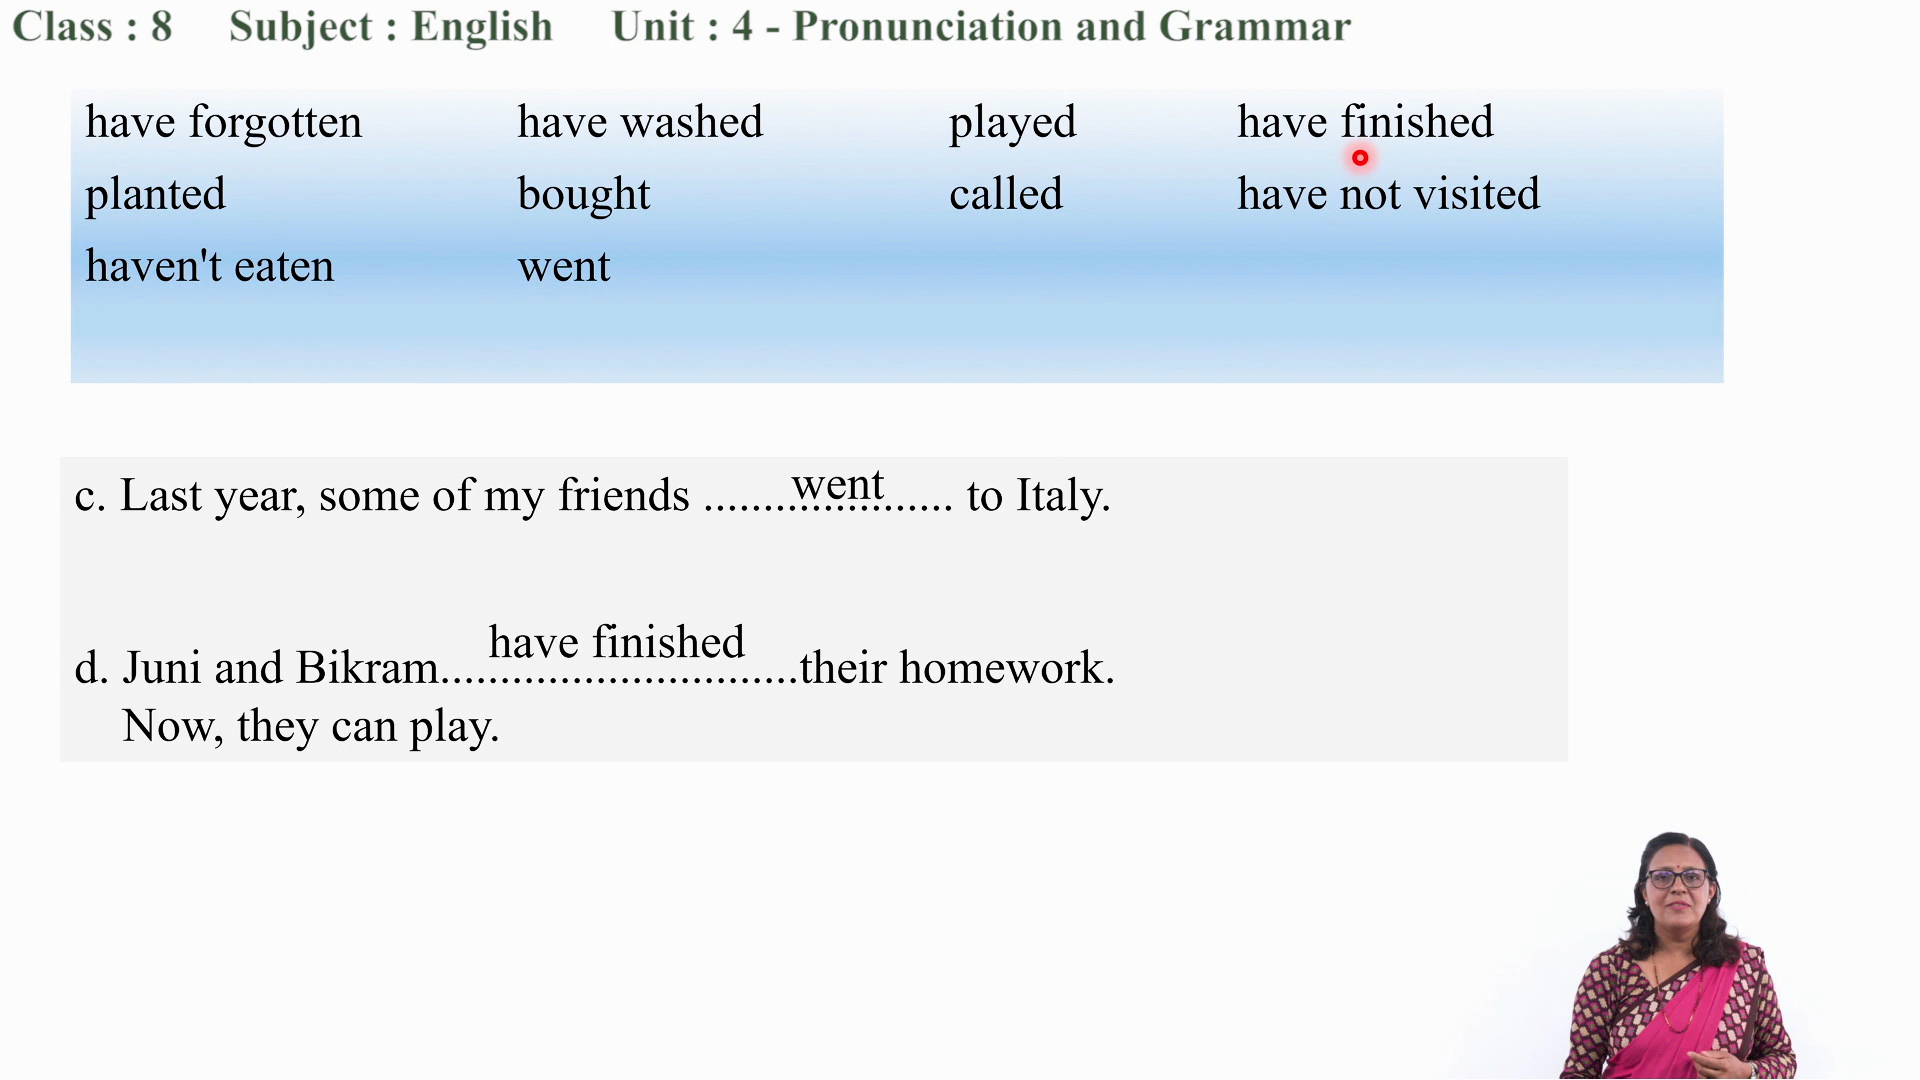 Class : 8 Subject : English Unit : 4 - Pronunciation and Grammar
have forgotten have washed played have finished
planted bought called have not visited
haven't eaten went
c. Last year, some of my friends .....went..... to Italy.
d. Juni and Bikram.....have finished.....their homework.
Now, they can play.